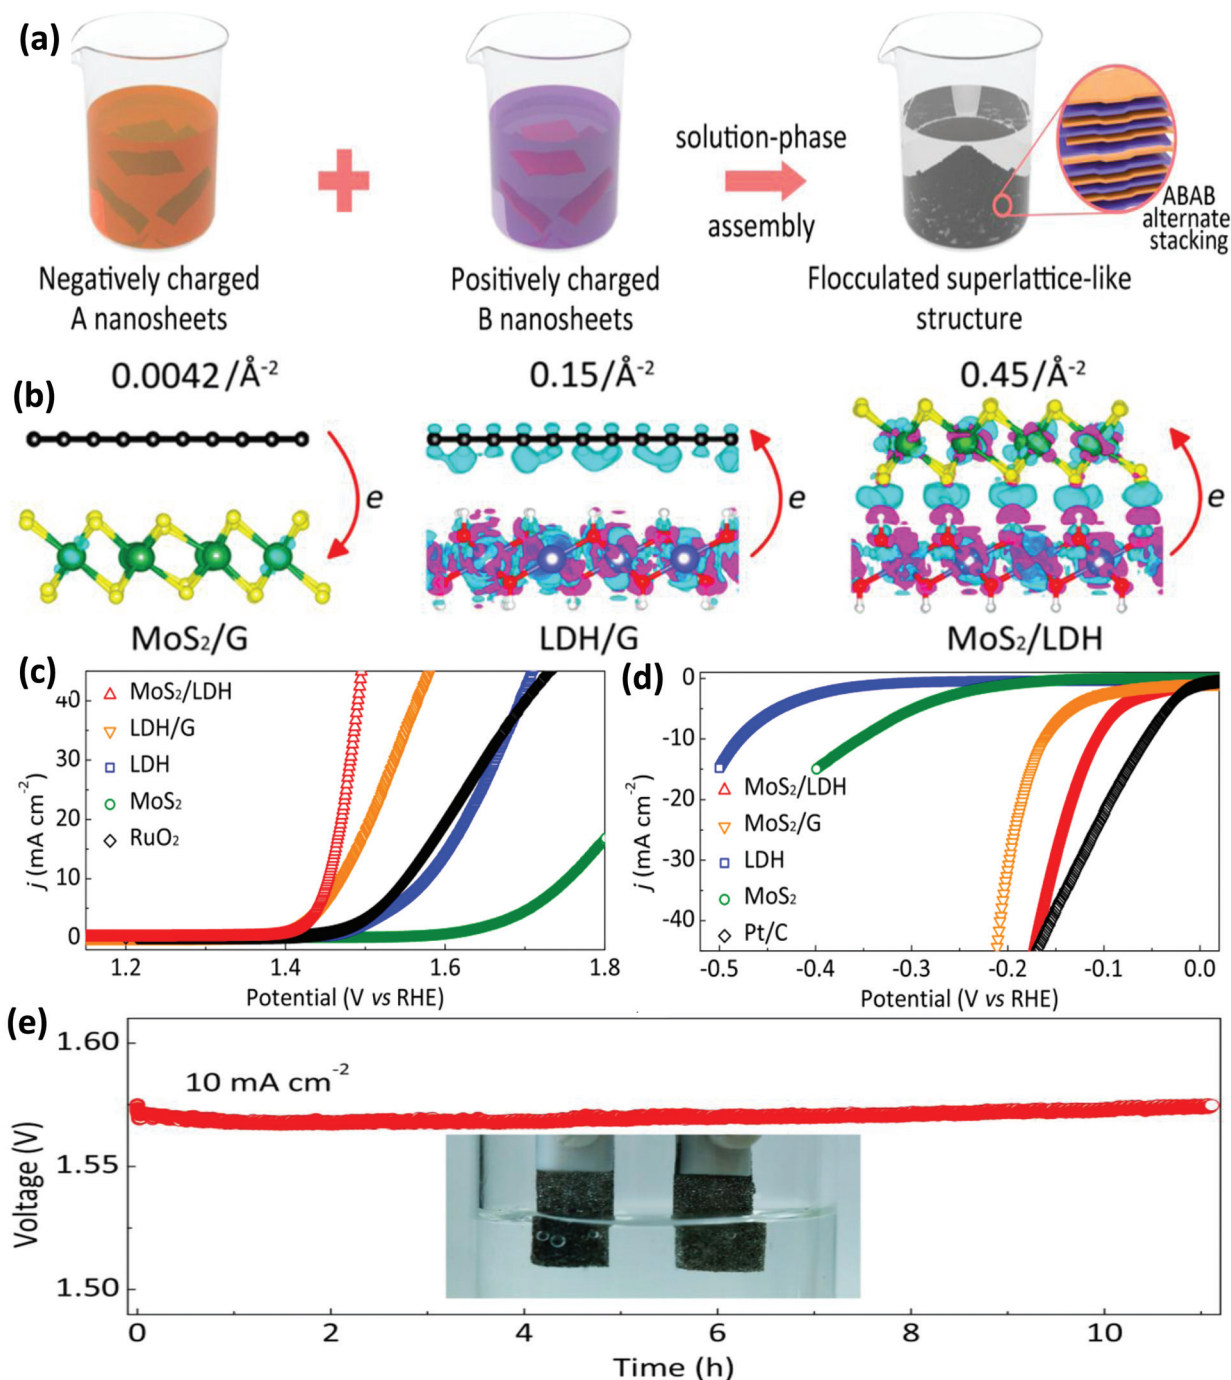 (a)
solution-phase
assembly
ABAB
alternate
stacking
Negatively charged
A nanosheets
Positively charged
B nanosheets
Flocculated superlattice-like
structure
(b)
0.0042/Å⁻²
0.15/Å⁻²
0.45/Å⁻²
e
e
e
MoS₂/G
LDH/G
MoS₂/LDH
(c)
MoS₂/LDH
LDH/G
LDH
MoS₂
RuO₂
40
30
20
10
0
j (mA cm⁻²)
1.2
1.4
1.6
1.8
Potential (V vs RHE)
(d)
0
-10
-20
-30
-40
j (mA cm⁻²)
MoS₂/LDH
MoS₂/G
LDH
MoS₂
Pt/C
-0.5
-0.4
-0.3
-0.2
-0.1
0.0
Potential (V vs RHE)
(e)
1.60
1.55
1.50
Voltage (V)
10 mA cm⁻²
0
2
4
6
8
10
Time (h)